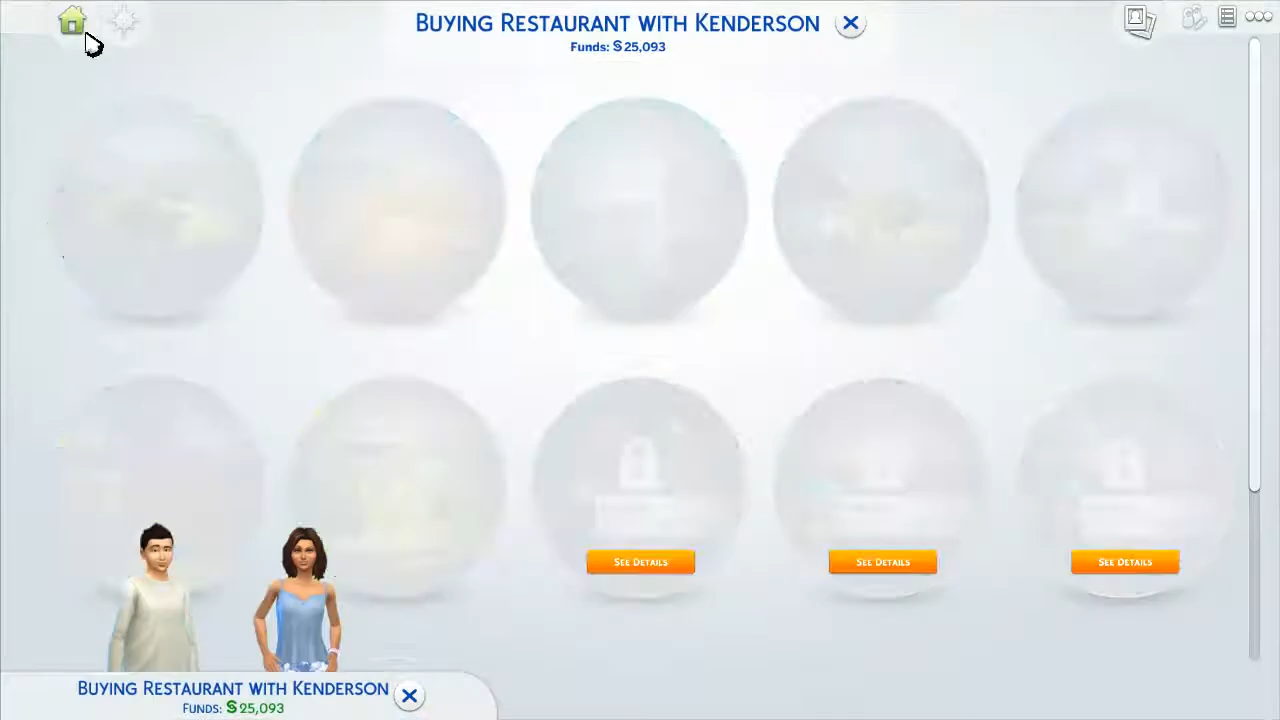 Buying Restaurant with Kenderson
Funds: §25,093
See Details
See Details
See Details
Buying Restaurant with Kenderson
Funds: §25,093